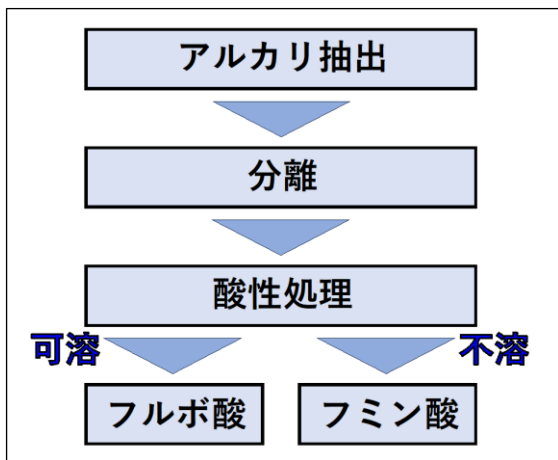 アルカリ抽出
分離
酸性処理
可溶
不溶
フルボ酸
フミン酸